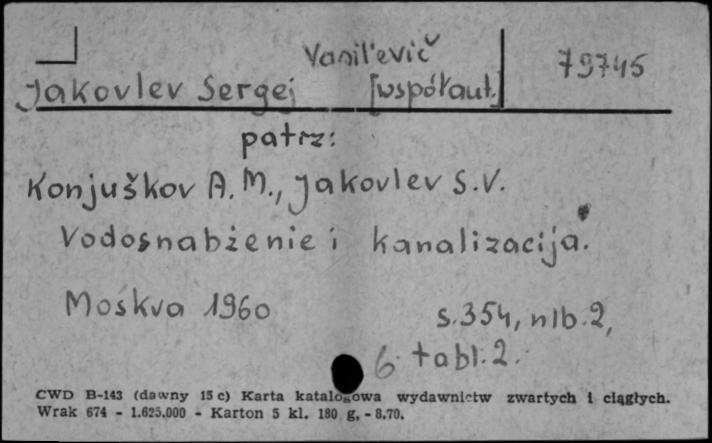 Vasil'evič
79745
Jakovlev Sergej [współaut.]
patrz:
Konjuškov A.M., Jakovlev S.V.
Vodosnabżenie i kanalizacija.
Moskva 1960 s.354, nlb.2,
6 tabl.2.
CWD B-143 (dawny 15 c) Karta katalogowa wydawnictw zwartych i ciągłych.
Wrak 674 - 1.625.000 - Karton 5 kl. 180 g. - 8.70.